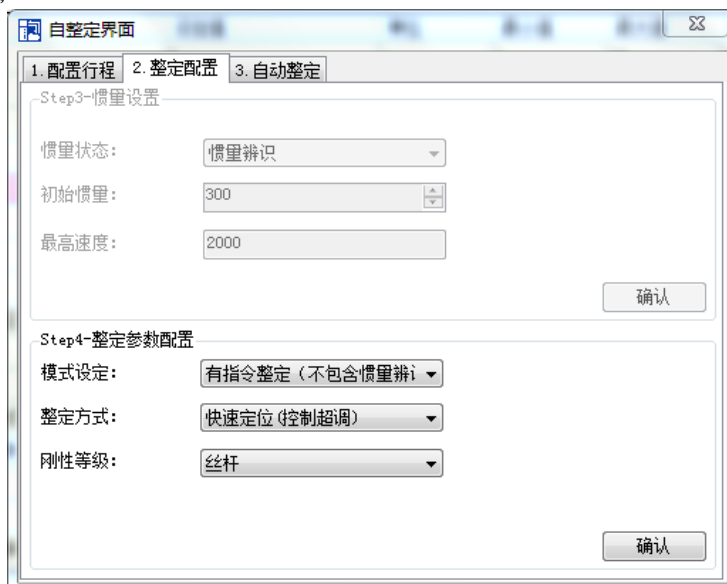 自整定界面
1.配置行程 2.整定配置 3.自动整定
Step3-惯量设置
惯量状态： 惯量辨识
初始惯量： 300
最高速度： 2000
确认
Step4-整定参数配置
模式设定： 有指令整定（不包含惯量辨
整定方式： 快速定位(控制超调)
刚性等级： 丝杆
确认